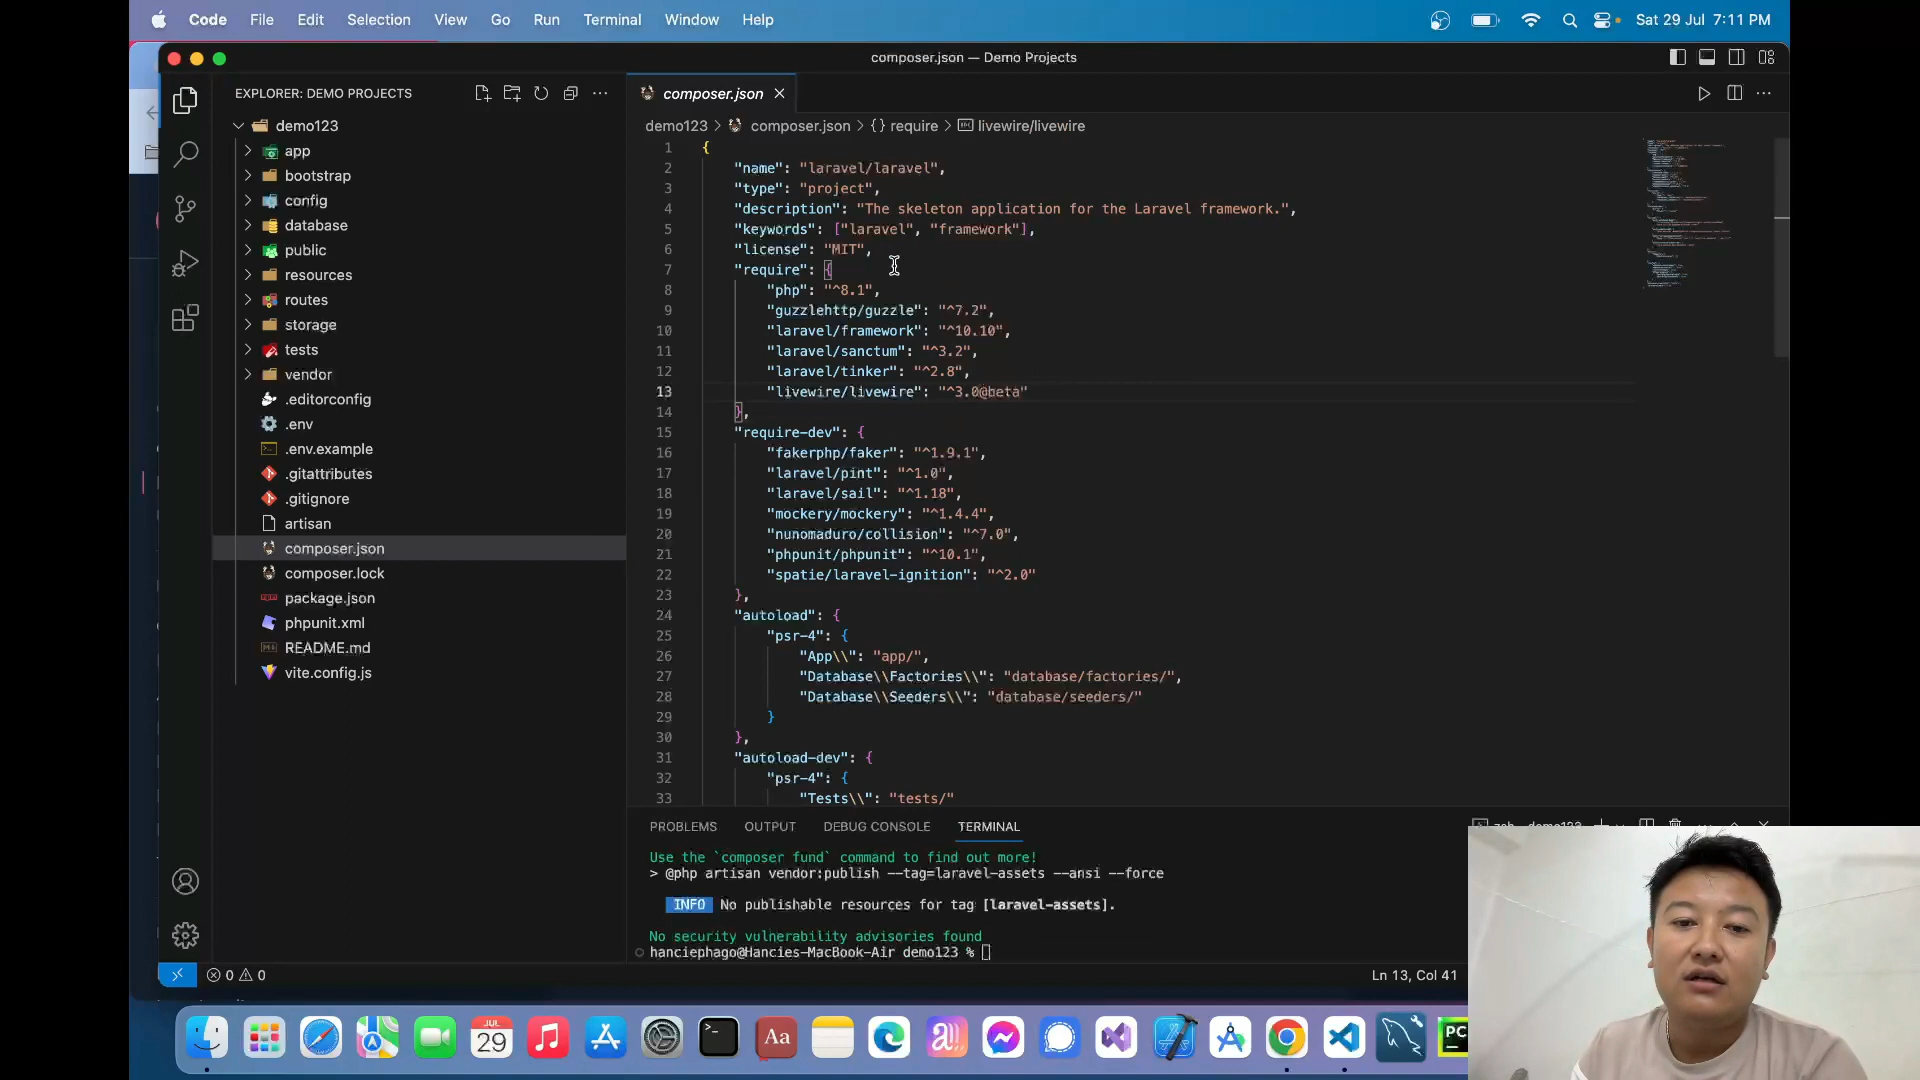 Code File Edit Selection View Go Run Terminal Window Help
Sat 29 Jul 7:11 PM
composer.json — Demo Projects
EXPLORER: DEMO PROJECTS
demo123
app
bootstrap
config
database
public
resources
routes
storage
tests
vendor
.editorconfig
.env
.env.example
.gitattributes
.gitignore
artisan
composer.json
composer.lock
package.json
phpunit.xml
README.md
vite.config.js
composer.json
demo123 > composer.json > {} require > livewire/livewire
1 {
2 "name": "laravel/laravel",
3 "type": "project",
4 "description": "The skeleton application for the Laravel framework.",
5 "keywords": ["laravel", "framework"],
6 "license": "MIT",
7 "require": {
8 "php": "^8.1",
9 "guzzlehttp/guzzle": "^7.2",
10 "laravel/framework": "^10.10",
11 "laravel/sanctum": "^3.2",
12 "laravel/tinker": "^2.8",
13 "livewire/livewire": "^3.0@beta"
14 },
15 "require-dev": {
16 "fakerphp/faker": "^1.9.1",
17 "laravel/pint": "^1.0",
18 "laravel/sail": "^1.18",
19 "mockery/mockery": "^1.4.4",
20 "nunomaduro/collision": "^7.0",
21 "phpunit/phpunit": "^10.1",
22 "spatie/laravel-ignition": "^2.0"
23 },
24 "autoload": {
25 "psr-4": {
26 "App\\": "app/",
27 "Database\\Factories\\": "database/factories/",
28 "Database\\Seeders\\": "database/seeders/"
29 }
30 },
31 "autoload-dev": {
32 "psr-4": {
33 "Tests\\": "tests/"
PROBLEMS OUTPUT DEBUG CONSOLE TERMINAL
zsh - demo123
Use the `composer fund` command to find out more!
> @php artisan vendor:publish --tag=laravel-assets --ansi --force
INFO No publishable resources for tag [laravel-assets].
No security vulnerability advisories found
hanciephago@Hancies-MacBook-Air demo123 %
0 0
Ln 13, Col 41
JUL
29
Aa
PC